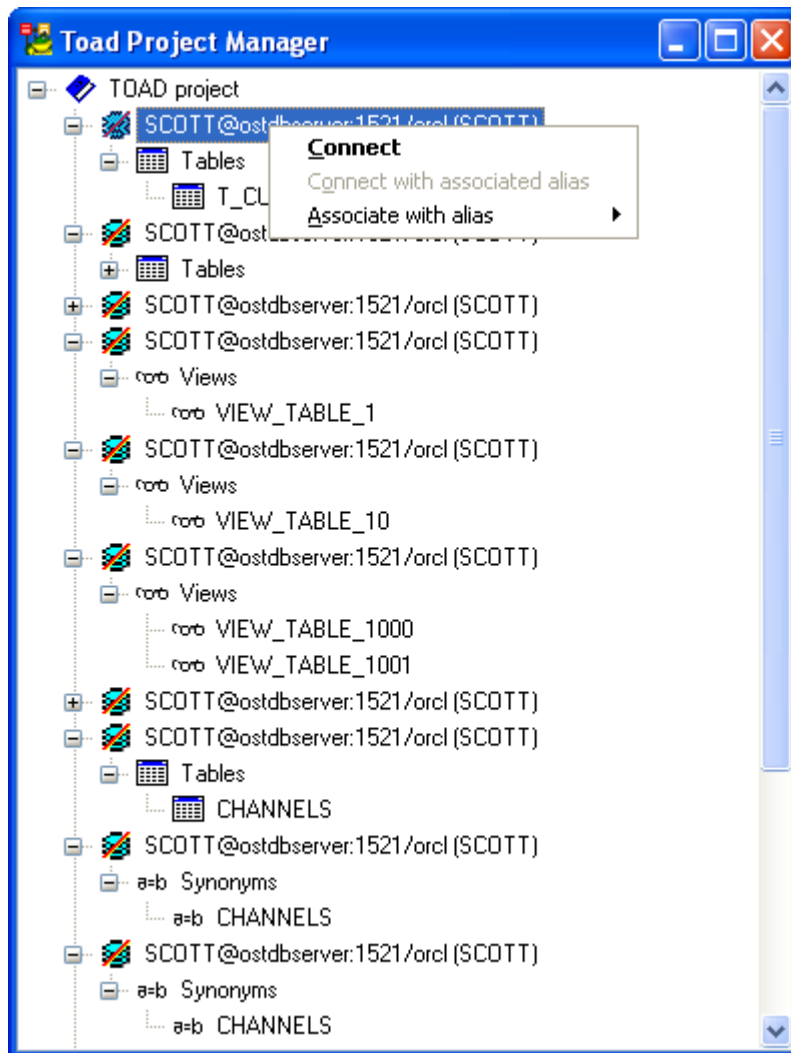 Toad Project Manager
TOAD project
SCOTT@ostdbserver:1521/orcl (SCOTT)
Connect
Tables
Connect with associated alias
T_CL
Associate with alias
SCOTT@ost
Tables
SCOTT@ostdbserver:1521/orcl (SCOTT)
SCOTT@ostdbserver:1521/orcl (SCOTT)
Views
VIEW_TABLE_1
SCOTT@ostdbserver:1521/orcl (SCOTT)
Views
VIEW_TABLE_10
SCOTT@ostdbserver:1521/orcl (SCOTT)
Views
VIEW_TABLE_1000
VIEW_TABLE_1001
SCOTT@ostdbserver:1521/orcl (SCOTT)
SCOTT@ostdbserver:1521/orcl (SCOTT)
Tables
CHANNELS
SCOTT@ostdbserver:1521/orcl (SCOTT)
a=b Synonyms
a=b CHANNELS
SCOTT@ostdbserver:1521/orcl (SCOTT)
a=b Synonyms
a=b CHANNELS